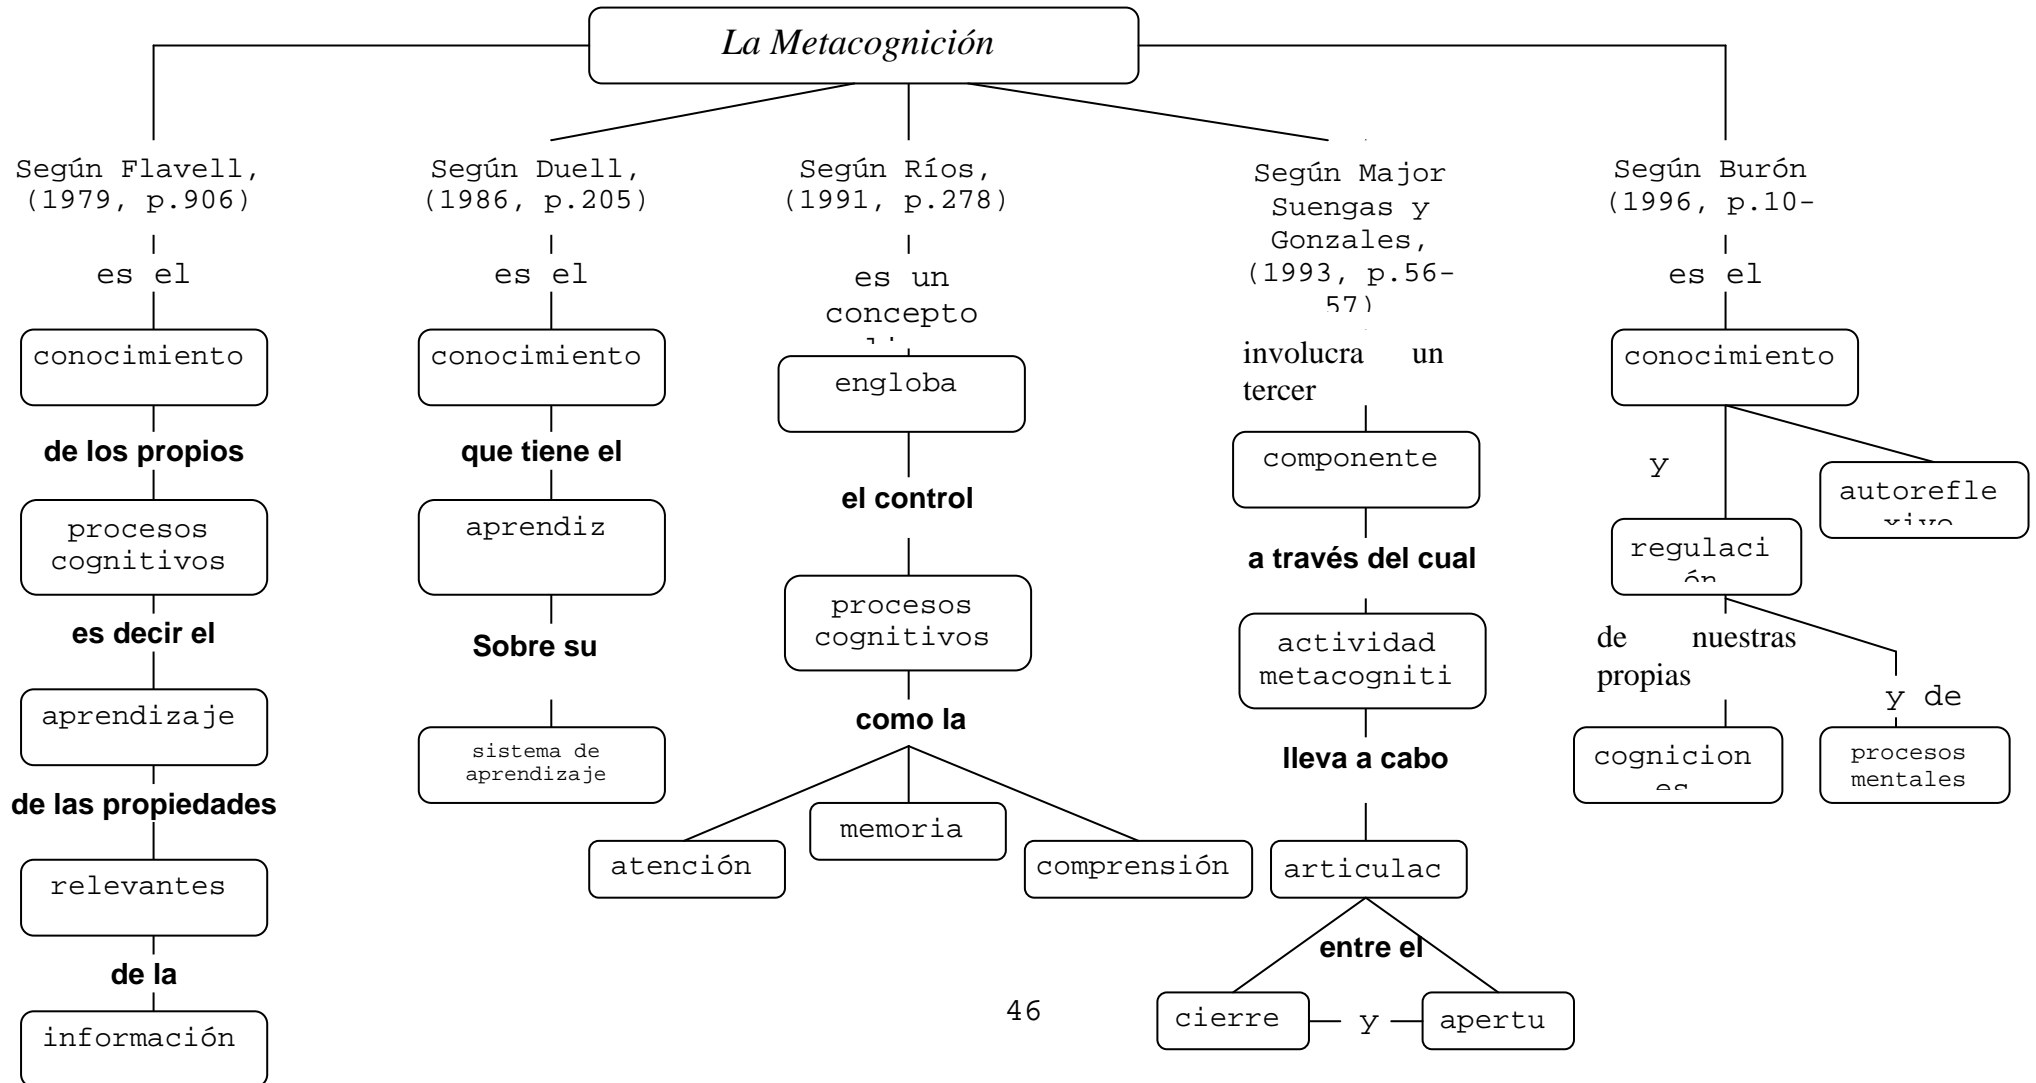 La Metacognición
Según Flavell,
(1979, p.906)
es el
conocimiento
de los propios
procesos
cognitivos
es decir el
aprendizaje
de las propiedades
relevantes
de la
información
Según Duell,
(1986, p.205)
es el
conocimiento
que tiene el
aprendiz
Sobre su
sistema de
aprendizaje
Según Ríos,
(1991, p.278)
es un
concepto
engloba
el control
procesos
cognitivos
como la
atención
memoria
comprensión
Según Major
Suengas y
Gonzales,
(1993, p.56-
57)
involucra un
tercer
componente
a través del cual
actividad
metacogniti
lleva a cabo
articulac
entre el
cierre
y
apertu
Según Burón
(1996, p.10-
es el
conocimiento
y
autorefle
xivo
regulaci
ón
de nuestras
propias
cognicion
es
y de
procesos
mentales
46